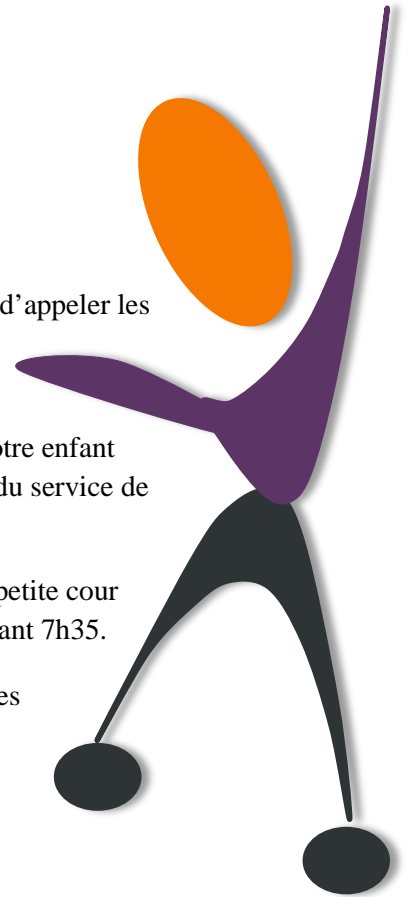 d’appeler les
otre enfant
du service de
petite cour
ant 7h35.
es